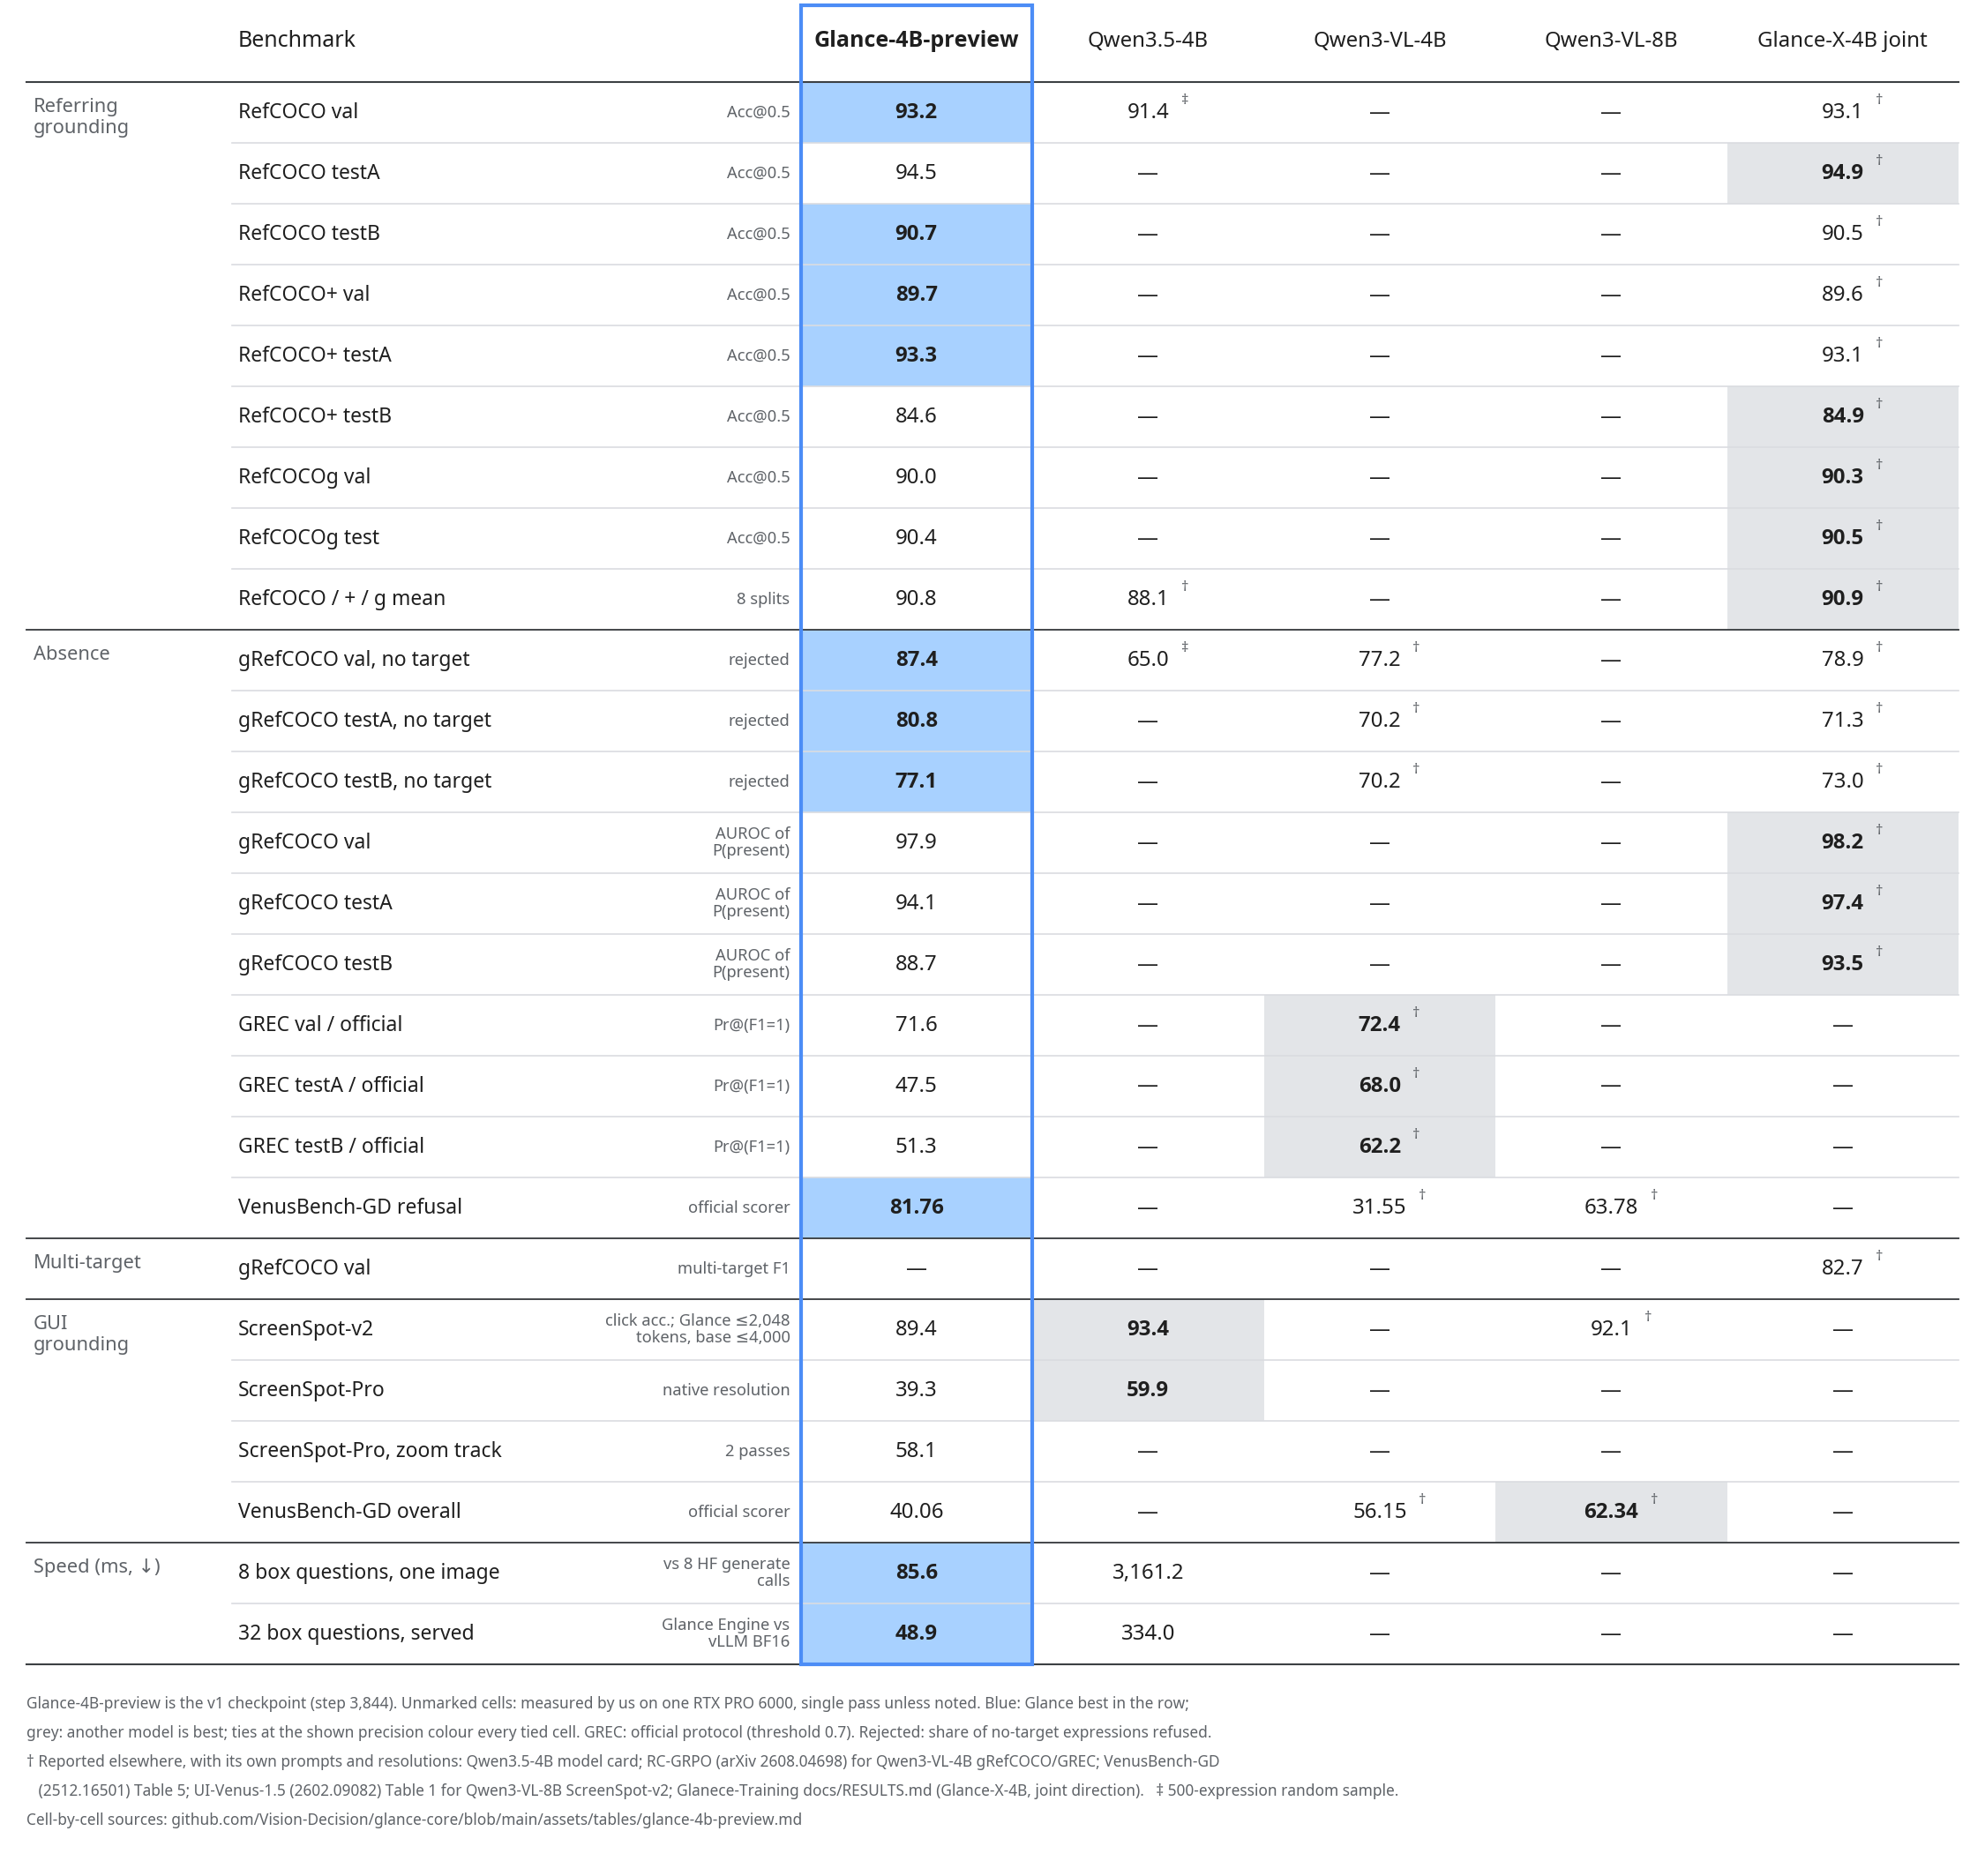 Benchmark Glance-4B-preview Qwen3.5-4B Qwen3-VL-4B Qwen3-VL-8B Glance-X-4B joint
Referring grounding
RefCOCO val Acc@0.5 93.2 91.4 ‡ — — 93.1 †
RefCOCO testA Acc@0.5 94.5 — — — 94.9 †
RefCOCO testB Acc@0.5 90.7 — — — 90.5 †
RefCOCO+ val Acc@0.5 89.7 — — — 89.6 †
RefCOCO+ testA Acc@0.5 93.3 — — — 93.1 †
RefCOCO+ testB Acc@0.5 84.6 — — — 84.9 †
RefCOCOg val Acc@0.5 90.0 — — — 90.3 †
RefCOCOg test Acc@0.5 90.4 — — — 90.5 †
RefCOCO / + / g mean 8 splits 90.8 88.1 † — — 90.9 †
Absence
gRefCOCO val, no target rejected 87.4 65.0 ‡ 77.2 † — 78.9 †
gRefCOCO testA, no target rejected 80.8 — 70.2 † — 71.3 †
gRefCOCO testB, no target rejected 77.1 — 70.2 † — 73.0 †
gRefCOCO val AUROC of P(present) 97.9 — — — 98.2 †
gRefCOCO testA AUROC of P(present) 94.1 — — — 97.4 †
gRefCOCO testB AUROC of P(present) 88.7 — — — 93.5 †
GREC val / official Pr@(F1=1) 71.6 — 72.4 † — —
GREC testA / official Pr@(F1=1) 47.5 — 68.0 † — —
GREC testB / official Pr@(F1=1) 51.3 — 62.2 † — —
VenusBench-GD refusal official scorer 81.76 — 31.55 † 63.78 † —
Multi-target
gRefCOCO val multi-target F1 — — — — 82.7 †
GUI grounding
ScreenSpot-v2 click acc.; Glance ≤2,048 tokens, base ≤4,000 89.4 93.4 — 92.1 † —
ScreenSpot-Pro native resolution 39.3 59.9 — — —
ScreenSpot-Pro, zoom track 2 passes 58.1 — — — —
VenusBench-GD overall official scorer 40.06 — 56.15 † 62.34 † —
Speed (ms, ↓)
8 box questions, one image vs 8 HF generate calls 85.6 3,161.2 — — —
32 box questions, served Glance Engine vs vLLM BF16 48.9 334.0 — — —
Glance-4B-preview is the v1 checkpoint (step 3,844). Unmarked cells: measured by us on one RTX PRO 6000, single pass unless noted. Blue: Glance best in the row;
grey: another model is best; ties at the shown precision colour every tied cell. GREC: official protocol (threshold 0.7). Rejected: share of no-target expressions refused.
† Reported elsewhere, with its own prompts and resolutions: Qwen3.5-4B model card; RC-GRPO (arXiv 2608.04698) for Qwen3-VL-4B gRefCOCO/GREC; VenusBench-GD
(2512.16501) Table 5; UI-Venus-1.5 (2602.09082) Table 1 for Qwen3-VL-8B ScreenSpot-v2; Glanece-Training docs/RESULTS.md (Glance-X-4B, joint direction). ‡ 500-expression random sample.
Cell-by-cell sources: github.com/Vision-Decision/glance-core/blob/main/assets/tables/glance-4b-preview.md